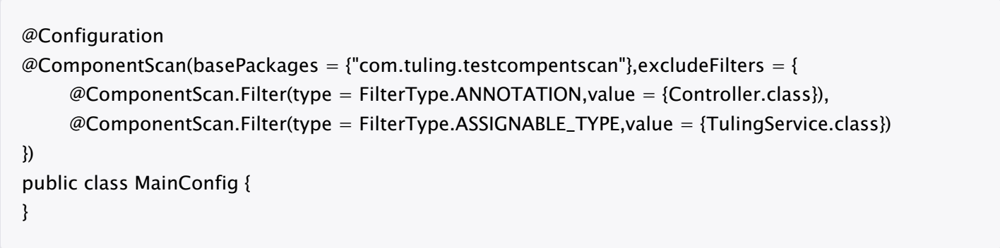 @Configuration
@ComponentScan(basePackages = {"com.tuling.testcompentscan"},excludeFilters = {
@ComponentScan.Filter(type = FilterType.ANNOTATION,value = {Controller.class}),
@ComponentScan.Filter(type = FilterType.ASSIGNABLE_TYPE,value = {TulingService.class})
})
public class MainConfig {
}